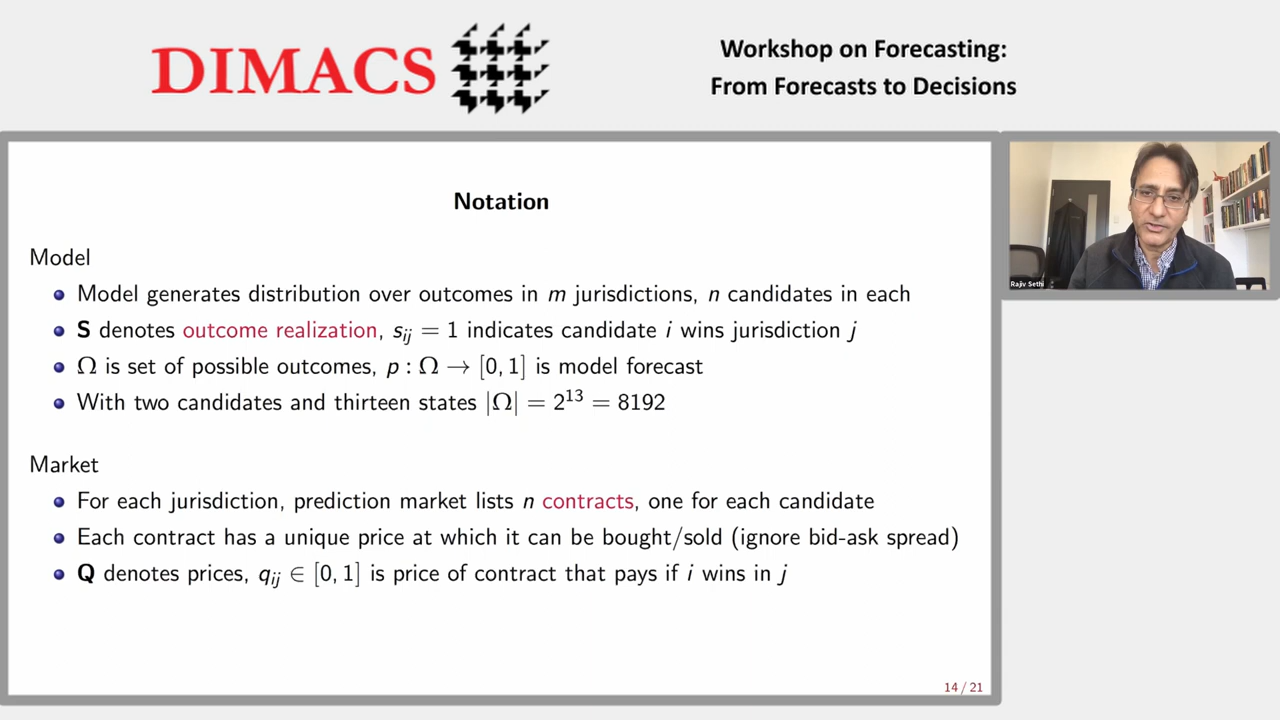 DIMACS
Workshop on Forecasting:
From Forecasts to Decisions
Notation
Model
Model generates distribution over outcomes in m jurisdictions, n candidates in each
S denotes outcome realization, sij = 1 indicates candidate i wins jurisdiction j
Ω is set of possible outcomes, p : Ω → [0, 1] is model forecast
With two candidates and thirteen states |Ω| = 2¹³ = 8192
Market
For each jurisdiction, prediction market lists n contracts, one for each candidate
Each contract has a unique price at which it can be bought/sold (ignore bid-ask spread)
Q denotes prices, qij ∈ [0, 1] is price of contract that pays if i wins in j
14 / 21
Rajiv Sethi